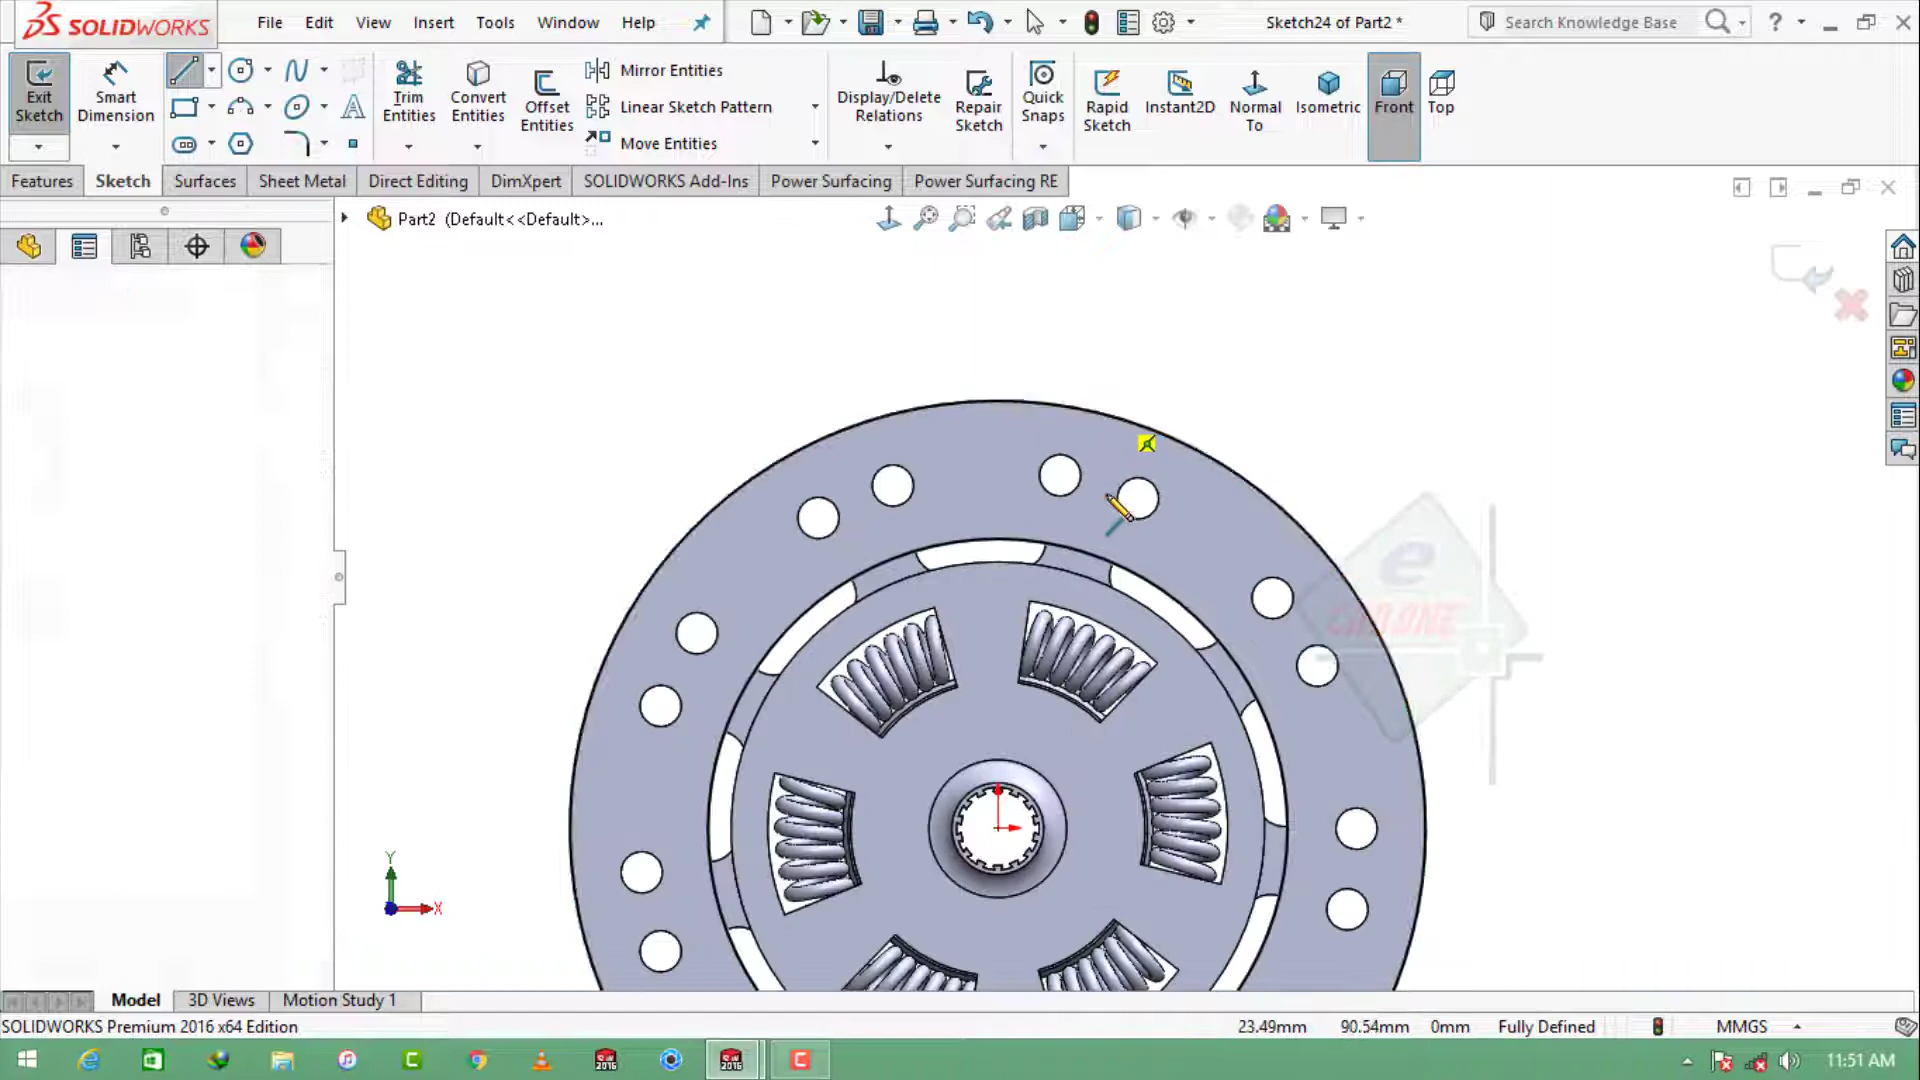 SOLIDWORKS
File Edit View Insert Tools Window Help
Sketch24 of Part2 *
Search Knowledge Base
?
Exit Sketch
Smart Dimension
Trim Entities
Convert Entities
Offset Entities
Mirror Entities
Linear Sketch Pattern
Move Entities
Display/Delete Relations
Repair Sketch
Quick Snaps
Rapid Sketch
Instant2D
Normal To
Isometric
Front
Top
Features Sketch Surfaces Sheet Metal Direct Editing DimXpert SOLIDWORKS Add-Ins Power Surfacing Power Surfacing RE
Part2 (Default<<Default>...
Y
X
Model 3D Views Motion Study 1
SOLIDWORKS Premium 2016 x64 Edition
23.49mm 90.54mm 0mm Fully Defined MMGS
11:51 AM